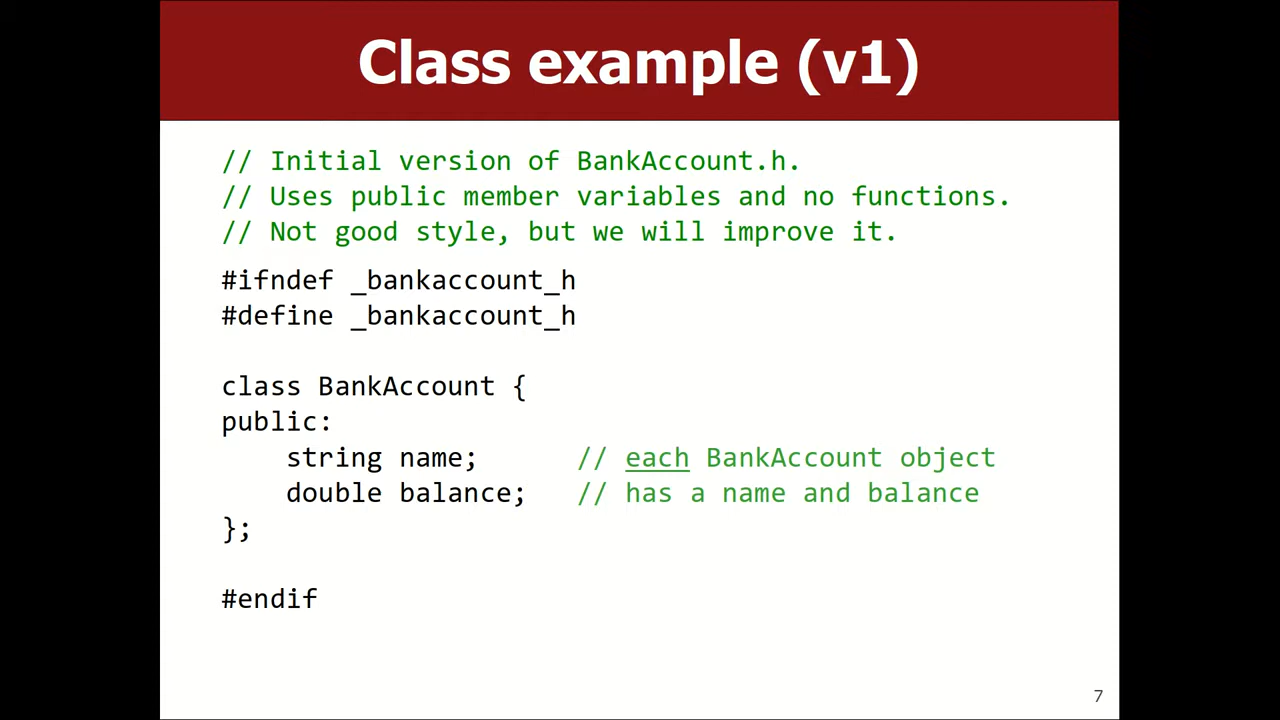 Class example (v1)
// Initial version of BankAccount.h.
// Uses public member variables and no functions.
// Not good style, but we will improve it.
#ifndef _bankaccount_h
#define _bankaccount_h
class BankAccount {
public:
    string name;      // each BankAccount object
    double balance;   // has a name and balance
};
#endif
7